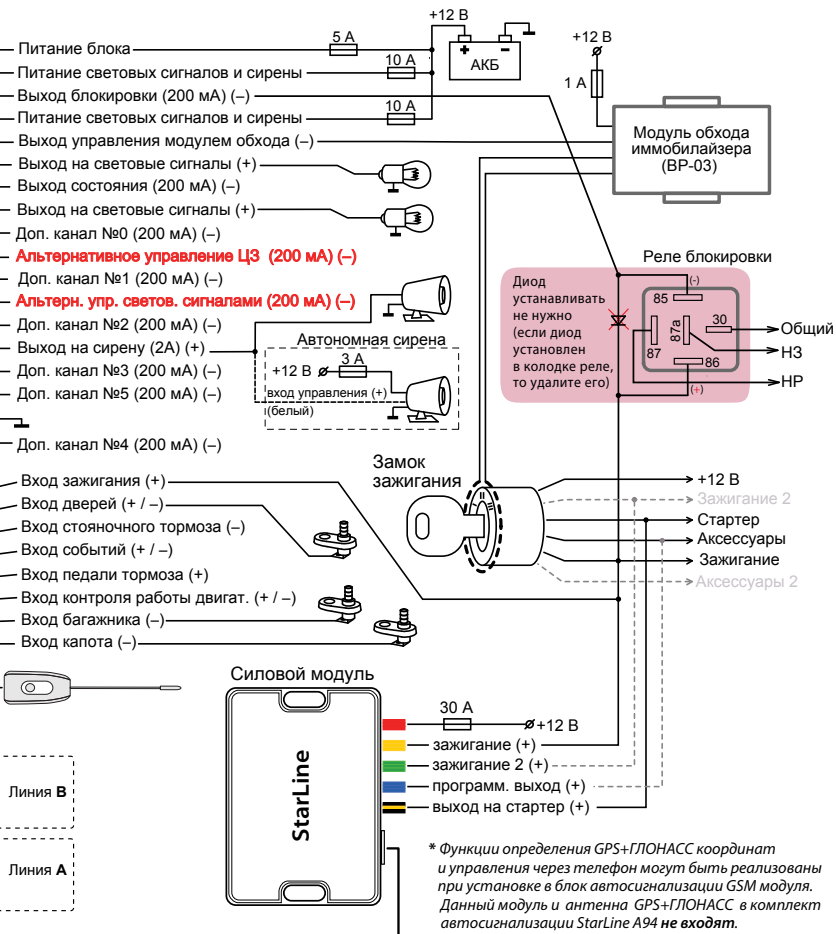 +12 В
Питание блока
5 А
Питание световых сигналов и сирены
10 А
АКБ
Выход блокировки (200 мА) (–)
Питание световых сигналов и сирены
10 А
Выход управления модулем обхода (–)
Выход на световые сигналы (+)
Выход состояния (200 мА) (–)
Выход на световые сигналы (+)
Доп. канал №0 (200 мА) (–)
Альтернативное управление ЦЗ (200 мА) (–)
Доп. канал №1 (200 мА) (–)
Альтерн. упр. светов. сигналами (200 мА) (–)
Доп. канал №2 (200 мА) (–)
Выход на сирену (2А) (+)
Доп. канал №3 (200 мА) (–)
Доп. канал №5 (200 мА) (–)
Доп. канал №4 (200 мА) (–)
+12 В
1 А
Модуль обхода
иммобилайзера
(BP-03)
Автономная сирена
+12 В
3 А
вход управления (+)
(белый)
Реле блокировки
Диод
устанавливать
не нужно
(если диод
установлен
в колодке реле,
то удалите его)
(-)
85
30
87a
87
86
(+)
Общий
НЗ
НР
Вход зажигания (+)
Вход дверей (+ / –)
Вход стояночного тормоза (–)
Вход событий (+ / –)
Вход педали тормоза (+)
Вход контроля работы двигат. (+ / –)
Вход багажника (–)
Вход капота (–)
Замок
зажигания
II
III
+12 В
Зажигание 2
Стартер
Аксессуары
Зажигание
Аксессуары 2
Линия B
Линия A
Силовой модуль
StarLine
30 А
+12 В
зажигание (+)
зажигание 2 (+)
программ. выход (+)
выход на стартер (+)
* Функции определения GPS+ГЛОНАСС координат
и управления через телефон могут быть реализованы
при установке в блок автосигнализации GSM модуля.
Данный модуль и антенна GPS+ГЛОНАСС в комплект
автосигнализации StarLine A94 не входят.